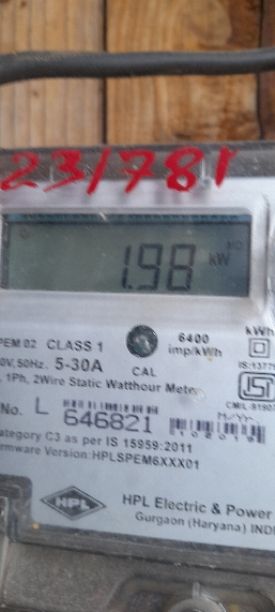 23/781
1.98 kW MD
PEM 02 CLASS 1
6400 imp/kWh
kWh
0V, 50Hz. 5-30A
CAL
1Ph, 2Wire Static Watthour Meter
No. L 646821
M/Yr
ategory C3 as per IS 15959:2011
rmware Version:HPLSPEM6XXX01
HPL
HPL Electric & Power
Gurgaon (Haryana) INDI